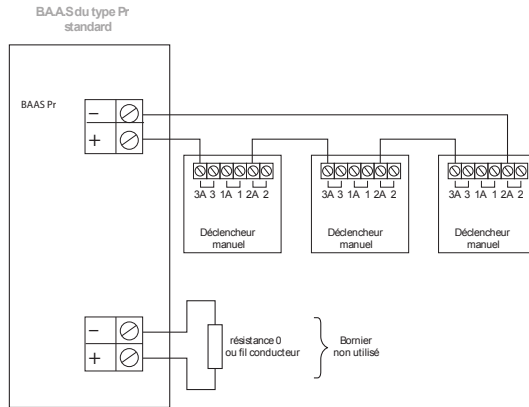 B.A.A.S du type Pr
standard
BAAS Pr
−
+
3A 3 1A 1 2A 2
3A 3 1A 1 2A 2
3A 3 1A 1 2A 2
Déclencheur
manuel
Déclencheur
manuel
Déclencheur
manuel
−
+
résistance 0
ou fil conducteur
Bornier
non utilisé